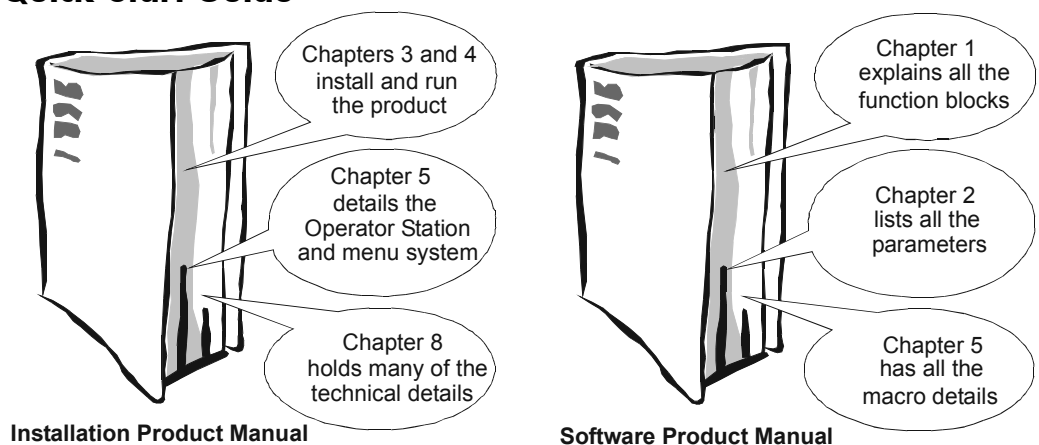 Quick Start Guide
Chapters 3 and 4
install and run
the product
Chapter 5
details the
Operator Station
and menu system
Chapter 8
holds many of the
technical details
Installation Product Manual
Chapter 1
explains all the
function blocks
Chapter 2
lists all the
parameters
Chapter 5
has all the
macro details
Software Product Manual